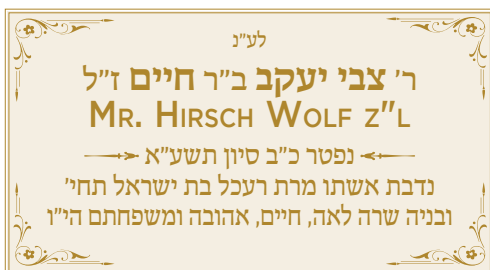 לע״נ
ר׳ צבי יעקב ב״ר חיים ז״ל
MR. HIRSCH WOLF Z"L
נפטר כ״ב סיון תשע״א
נדבת אשתו מרת רעכל בת ישראל תחי׳
ובניה שרה לאה, חיים, אהובה ומשפחתם הי״ו